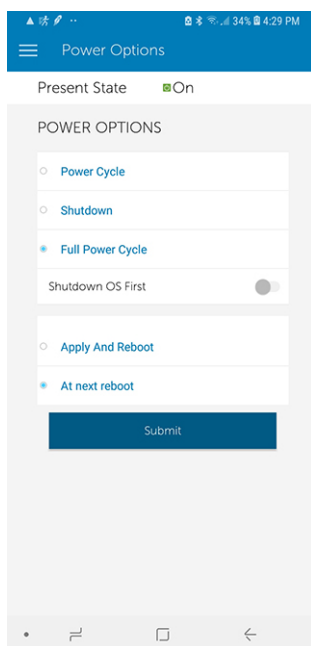 34% 4:29 PM
Power Options
Present State On
POWER OPTIONS
Power Cycle
Shutdown
Full Power Cycle
Shutdown OS First
Apply And Reboot
At next reboot
Submit